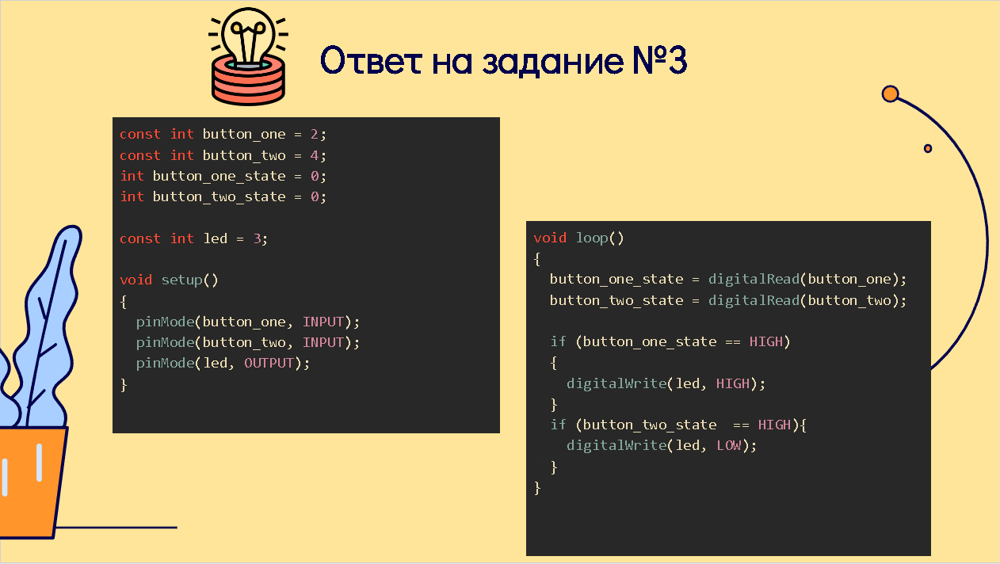 Ответ на задание №3
const int button_one = 2;
const int button_two = 4;
int button_one_state = 0;
int button_two_state = 0;

const int led = 3;

void setup()
{
  pinMode(button_one, INPUT);
  pinMode(button_two, INPUT);
  pinMode(led, OUTPUT);
}
void loop()
{
  button_one_state = digitalRead(button_one);
  button_two_state = digitalRead(button_two);

  if (button_one_state == HIGH)
  {
    digitalWrite(led, HIGH);
  }
  if (button_two_state  == HIGH){
    digitalWrite(led, LOW);
  }
}